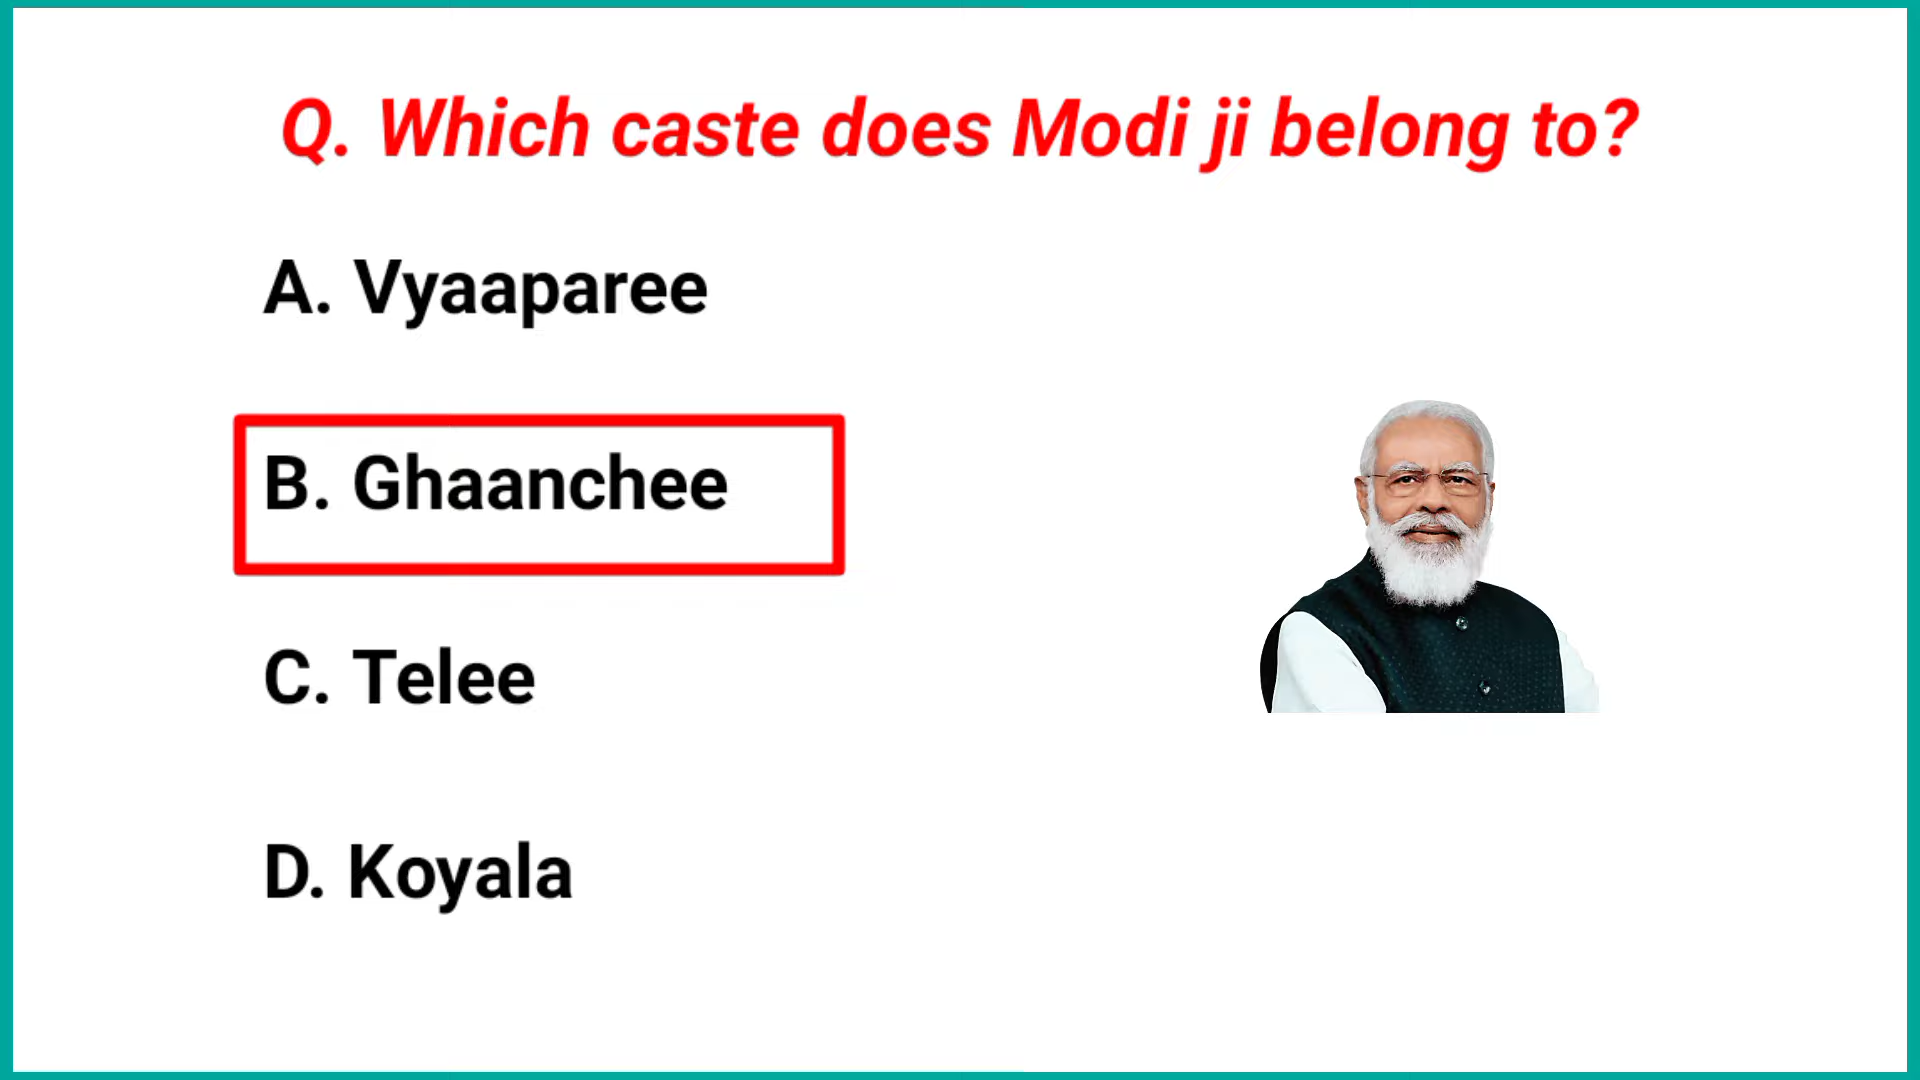 Q. Which caste does Modi ji belong to?
A. Vyaaparee
B. Ghaanchee
C. Telee
D. Koyala